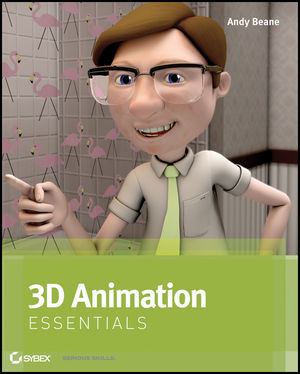 Andy Beane
3D Animation
ESSENTIALS
SYBEX
SERIOUS SKILLS.